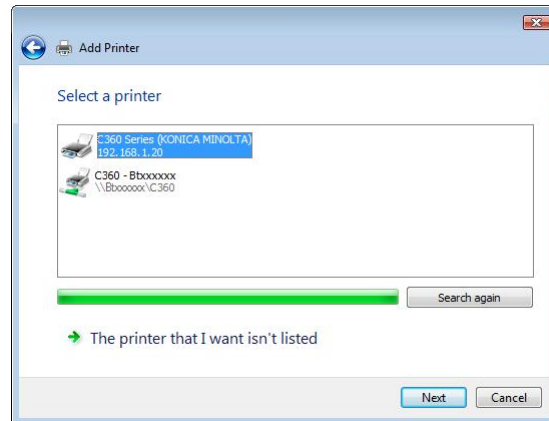 Add Printer
Select a printer
C360 Series (KONICA MINOLTA)
192.168.1.20
C360 - Btxxxxxx
\\Btxxxxxx\C360
Search again
The printer that I want isn't listed
Next
Cancel